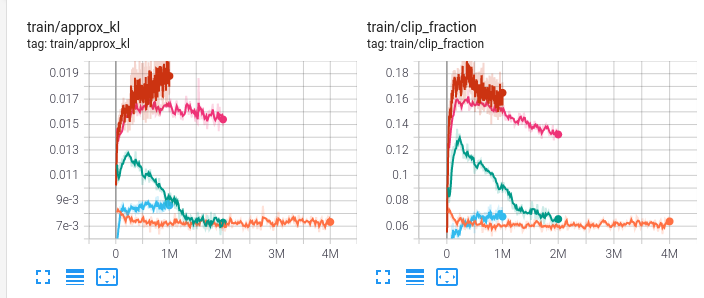 train/approx_kl
tag: train/approx_kl
0.019
0.017
0.015
0.013
0.011
9e-3
7e-3
0 1M 2M 3M 4M
train/clip_fraction
tag: train/clip_fraction
0.18
0.16
0.14
0.12
0.1
0.08
0.06
0 1M 2M 3M 4M